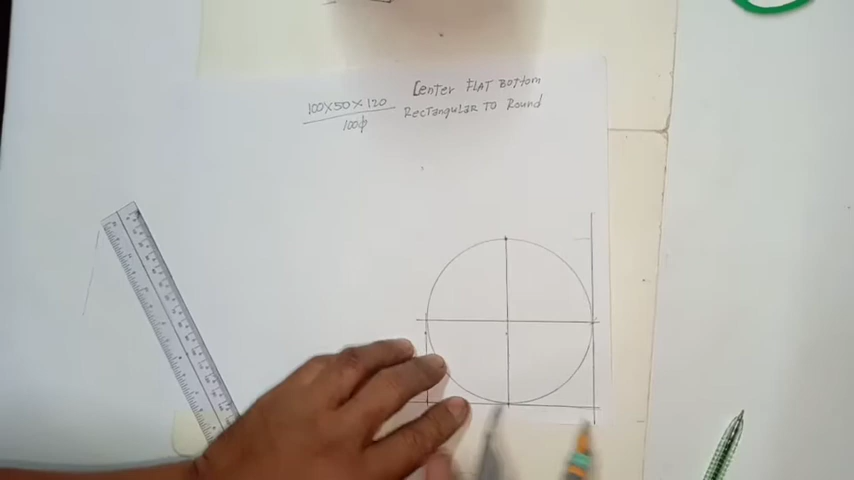 Center FLAT BOTTOM
100X50X120
RecTangulaR TO Round
100φ